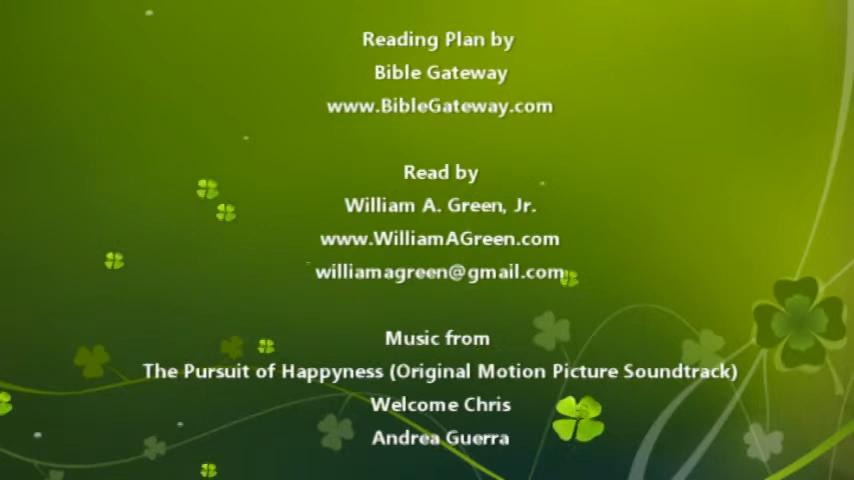 Reading Plan by
Bible Gateway
www.BibleGateway.com
Read by
William A. Green, Jr.
www.WilliamAGreen.com
williamagreen@gmail.com
Music from
The Pursuit of Happyness (Original Motion Picture Soundtrack)
Welcome Chris
Andrea Guerra